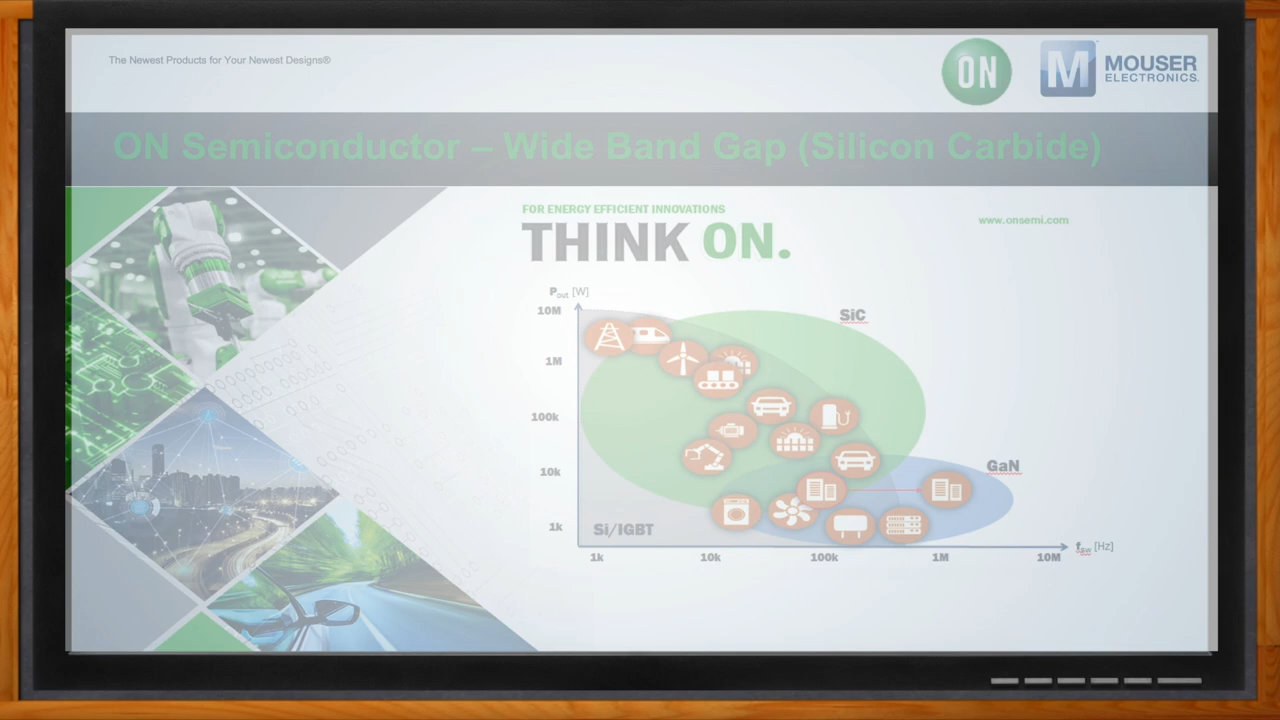 The Newest Products for Your Newest Designs®
ON
M
MOUSER
ELECTRONICS.
ON Semiconductor – Wide Band Gap (Silicon Carbide)
FOR ENERGY EFFICIENT INNOVATIONS
THINK ON.
www.onsemi.com
Pout [W]
10M
SiC
1M
100k
10k
GaN
1k
Si/IGBT
1k 10k 100k 1M 10M
fsw [Hz]